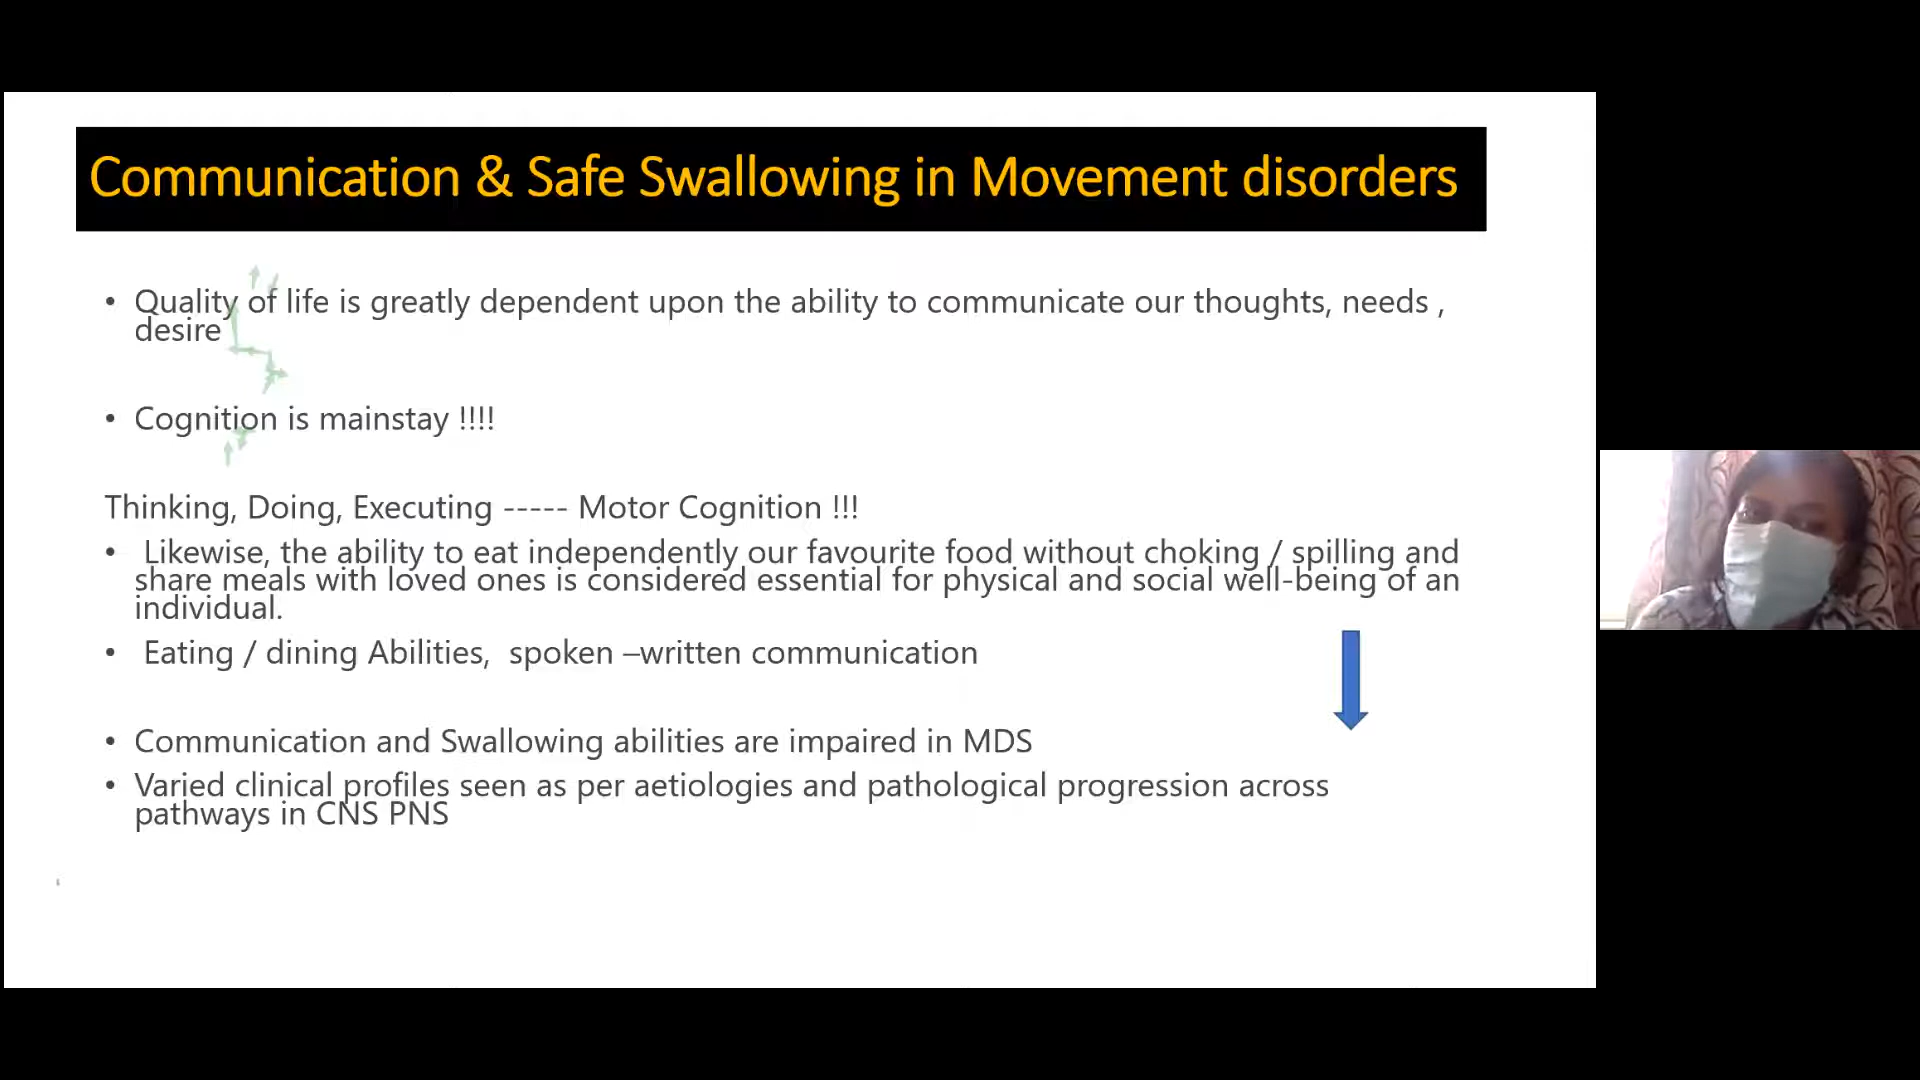 Communication & Safe Swallowing in Movement disorders
• Quality of life is greatly dependent upon the ability to communicate our thoughts, needs ,
desire
• Cognition is mainstay !!!!
Thinking, Doing, Executing ----- Motor Cognition !!!
• Likewise, the ability to eat independently our favourite food without choking / spilling and
share meals with loved ones is considered essential for physical and social well-being of an
individual.
• Eating / dining Abilities, spoken –written communication
• Communication and Swallowing abilities are impaired in MDS
• Varied clinical profiles seen as per aetiologies and pathological progression across
pathways in CNS PNS